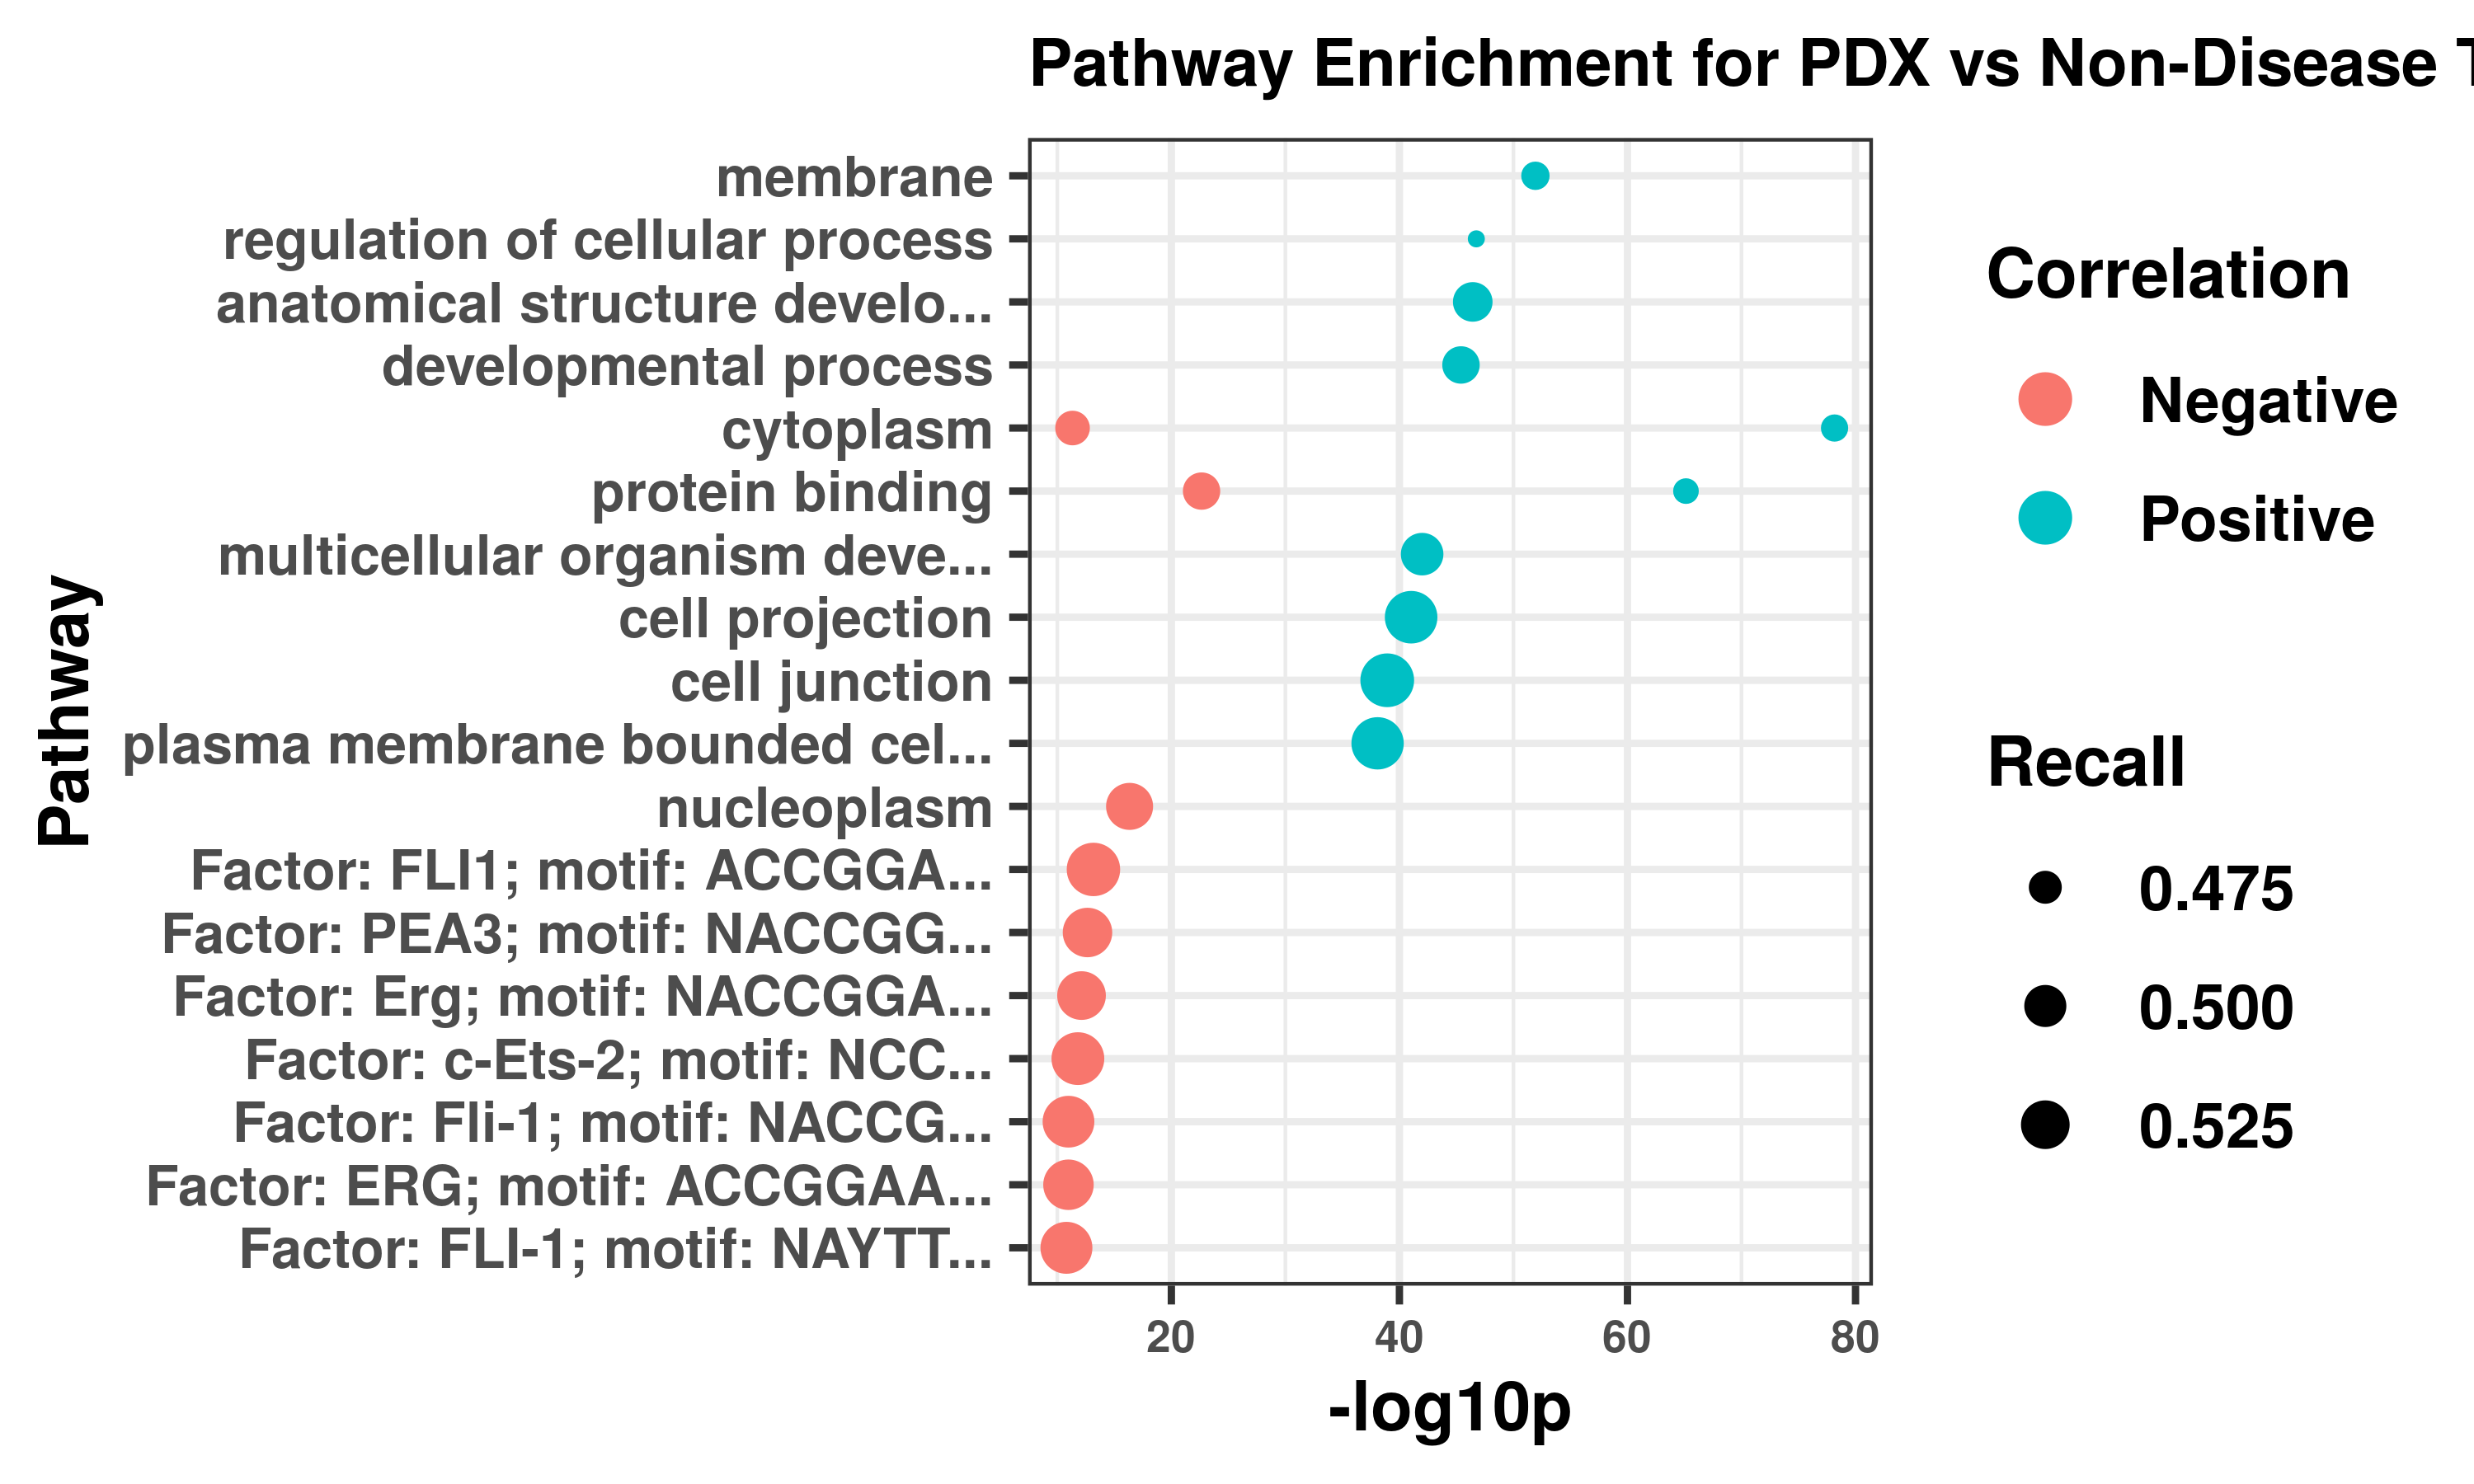 Pathway Enrichment for PDX vs Non-Disease T
Pathway
membrane
regulation of cellular process
anatomical structure develo...
developmental process
cytoplasm
protein binding
multicellular organism deve...
cell projection
cell junction
plasma membrane bounded cel...
nucleoplasm
Factor: FLI1; motif: ACCGGA...
Factor: PEA3; motif: NACCGG...
Factor: Erg; motif: NACCGGA...
Factor: c-Ets-2; motif: NCC...
Factor: Fli-1; motif: NACCG...
Factor: ERG; motif: ACCGGAA...
Factor: FLI-1; motif: NAYTT...
20 40 60 80
-log10p
Correlation
Negative
Positive
Recall
0.475
0.500
0.525